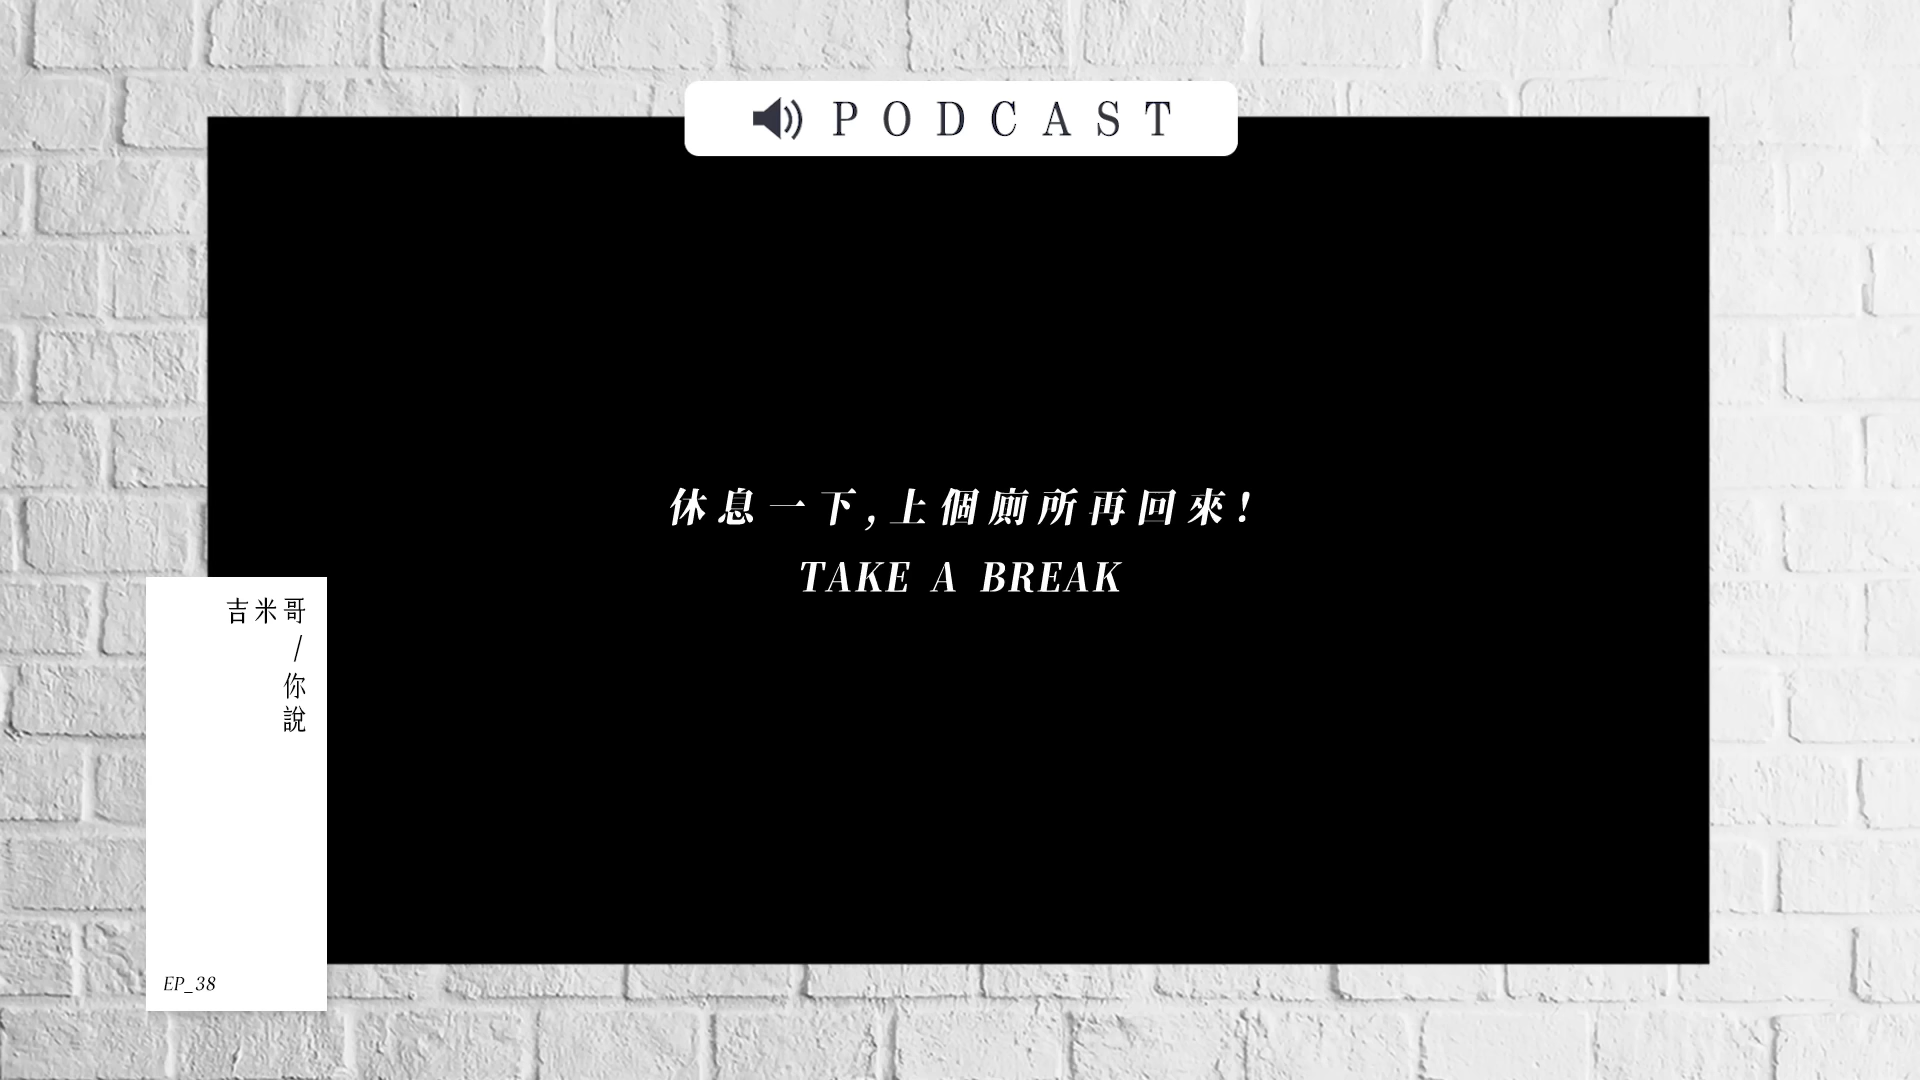 PODCAST
休息一下,上個廁所再回來!
TAKE A BREAK
吉米哥
/
你
說
EP_38